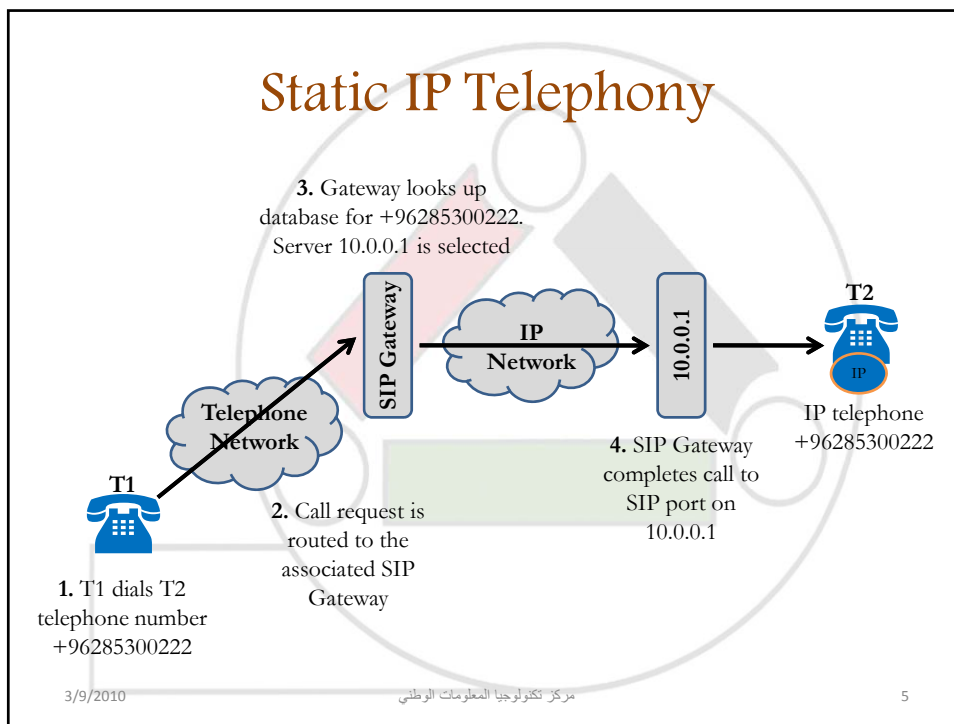 Static IP Telephony
3. Gateway looks up
database for +96285300222.
Server 10.0.0.1 is selected
SIP Gateway
IP
Network
10.0.0.1
T2
IP
IP telephone
+96285300222
Telephone
Network
4. SIP Gateway
completes call to
SIP port on
10.0.0.1
T1
2. Call request is
routed to the
associated SIP
Gateway
1. T1 dials T2
telephone number
+96285300222
3/9/2010
مركز تكنولوجيا المعلومات الوطني
5